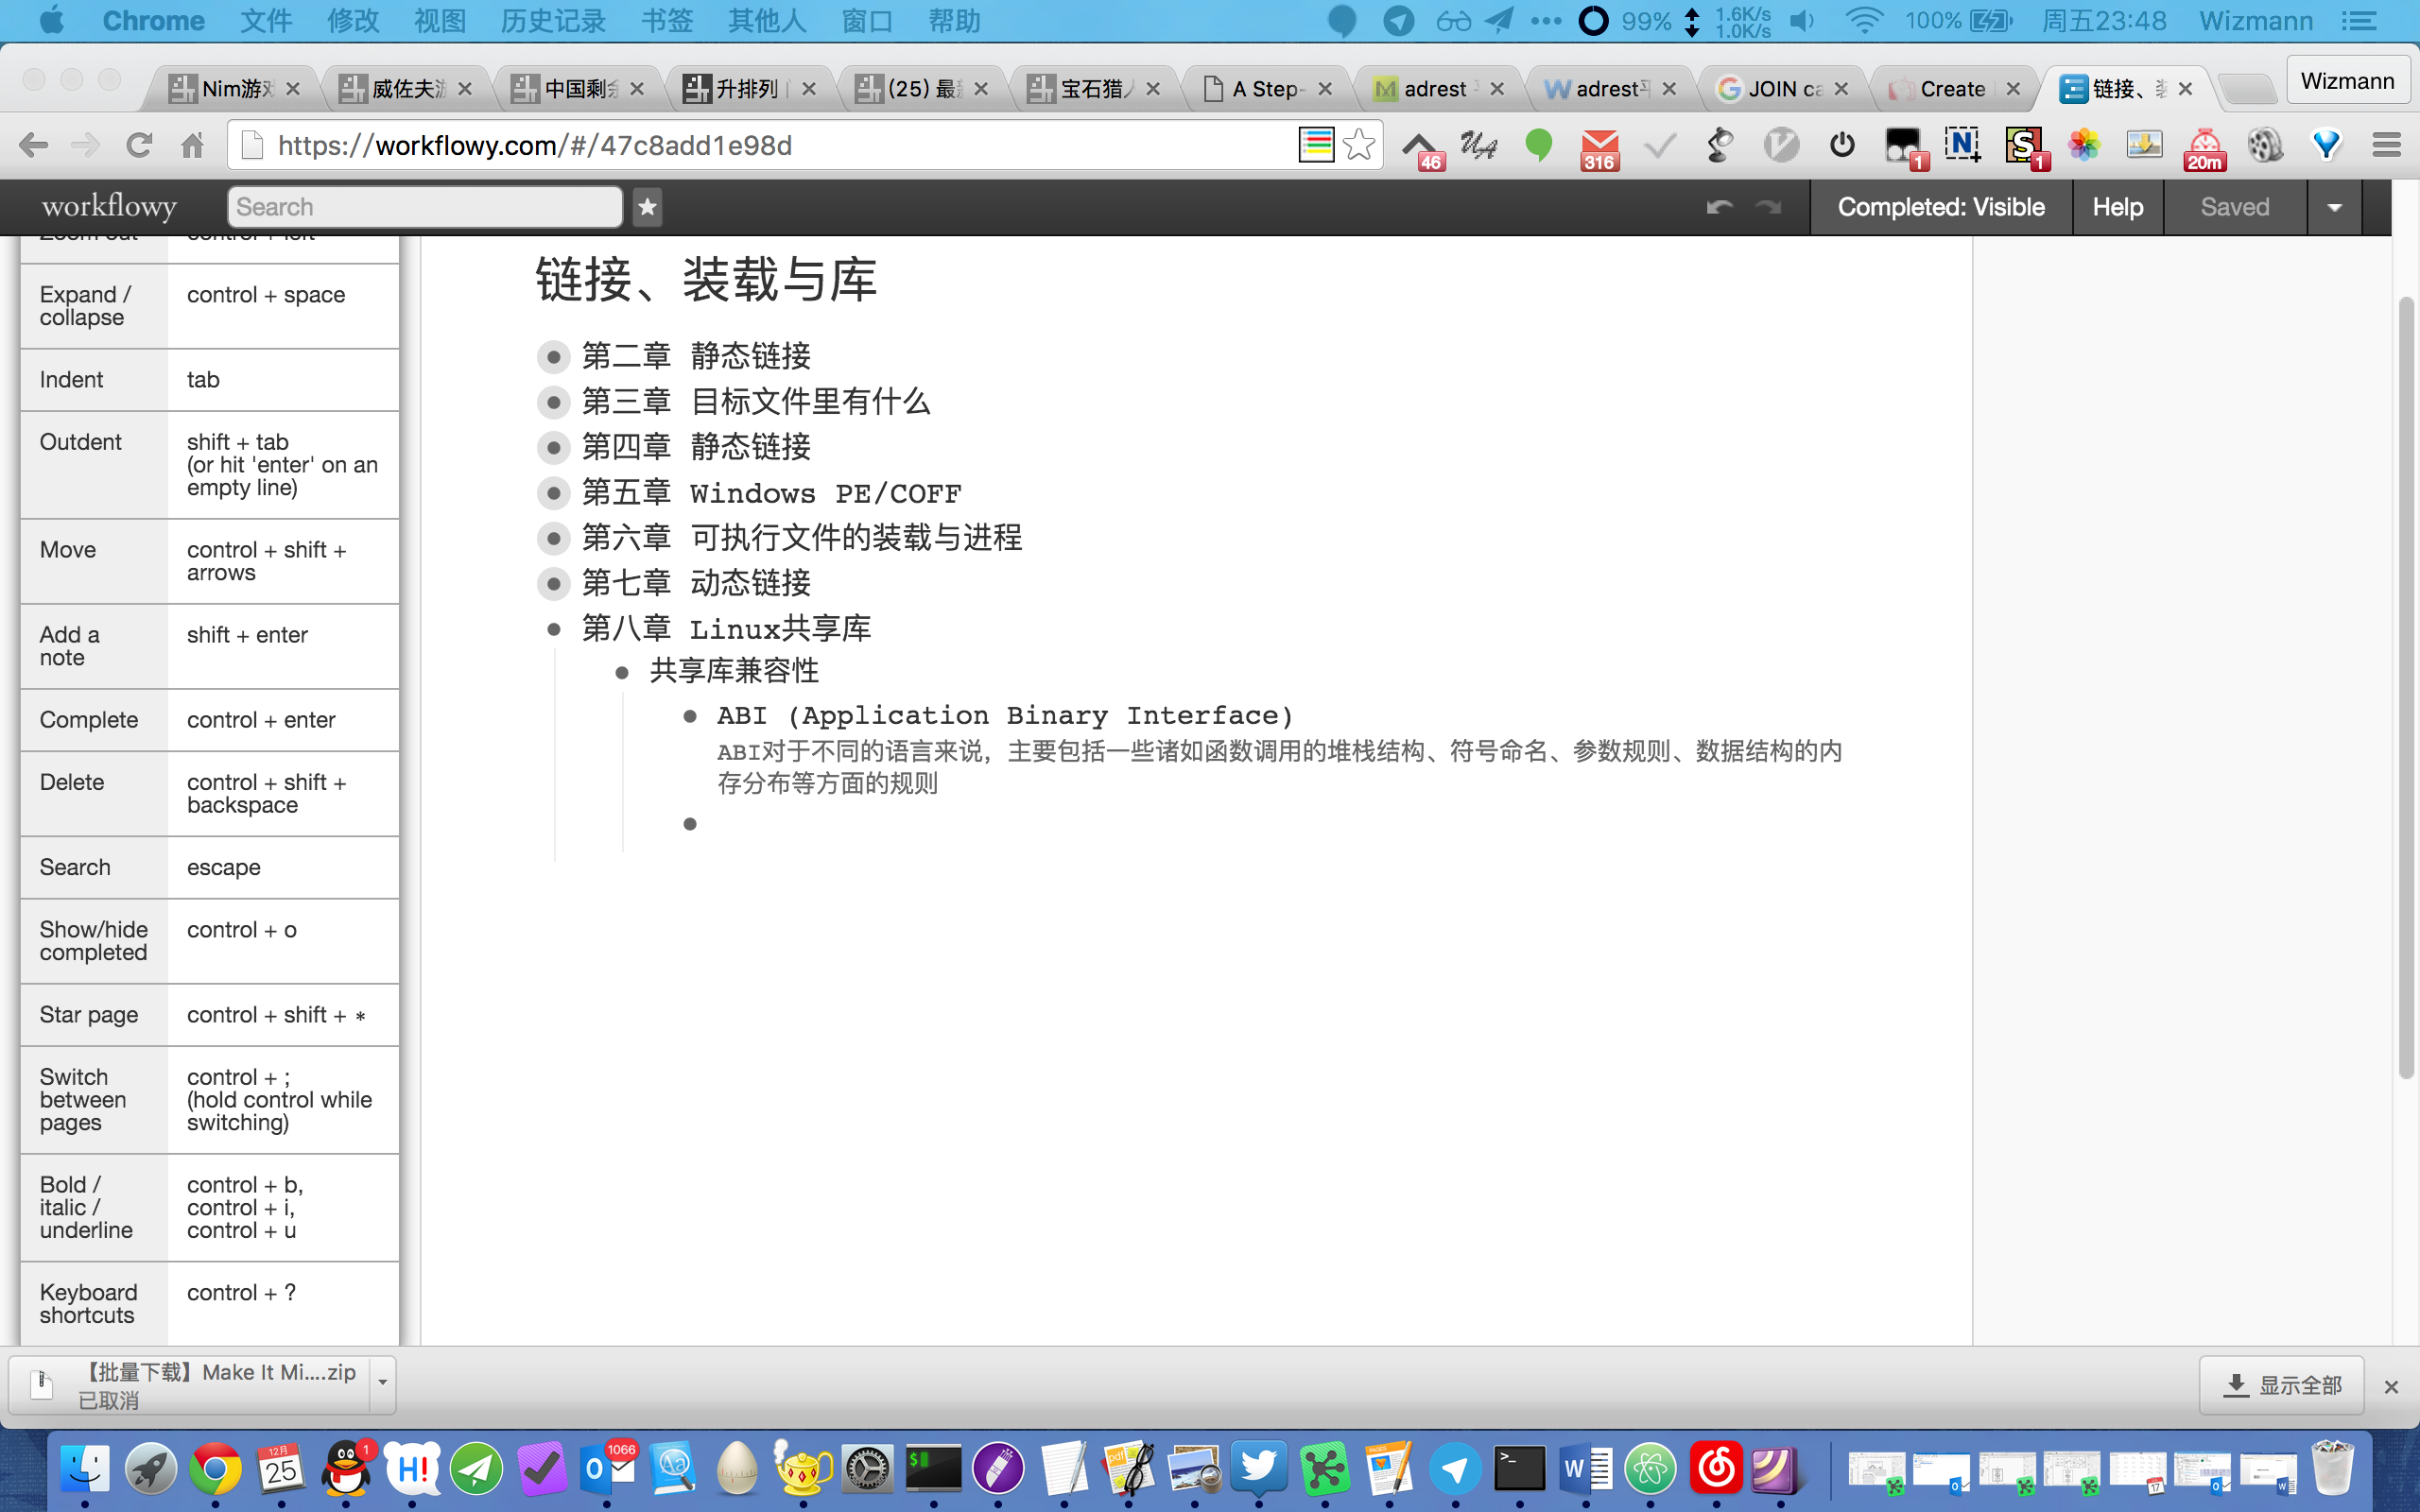 Chrome 文件 修改 视图 历史记录 书签 其他人 窗口 帮助 99% 1.6K/s 1.0K/s 100% 周五23:48 Wizmann
Nim游 威佐夫 中国剩 升排列 (25) 最 宝石猎 A Step- adrest adrest JOIN ca Create 链接、 Wizmann
https://workflowy.com/#/47c8add1e98d 46 316 1 1 20m
workflowy Search Completed: Visible Help Saved
Zoom out control + left
Expand / collapse control + space
Indent tab
Outdent shift + tab
(or hit 'enter' on an
empty line)
Move control + shift +
arrows
Add a
note shift + enter
Complete control + enter
Delete control + shift +
backspace
Search escape
Show/hide
completed control + o
Star page control + shift + *
Switch
between
pages control + ;
(hold control while
switching)
Bold /
italic /
underline control + b,
control + i,
control + u
Keyboard
shortcuts control + ?
链接、装载与库
第二章 静态链接
第三章 目标文件里有什么
第四章 静态链接
第五章 Windows PE/COFF
第六章 可执行文件的装载与进程
第七章 动态链接
第八章 Linux共享库
共享库兼容性
ABI (Application Binary Interface)
ABI对于不同的语言来说，主要包括一些诸如函数调用的堆栈结构、符号命名、参数规则、数据结构的内
存分布等方面的规则
【批量下载】Make It Mi....zip
已取消
显示全部
12月 25 1 H! 1066